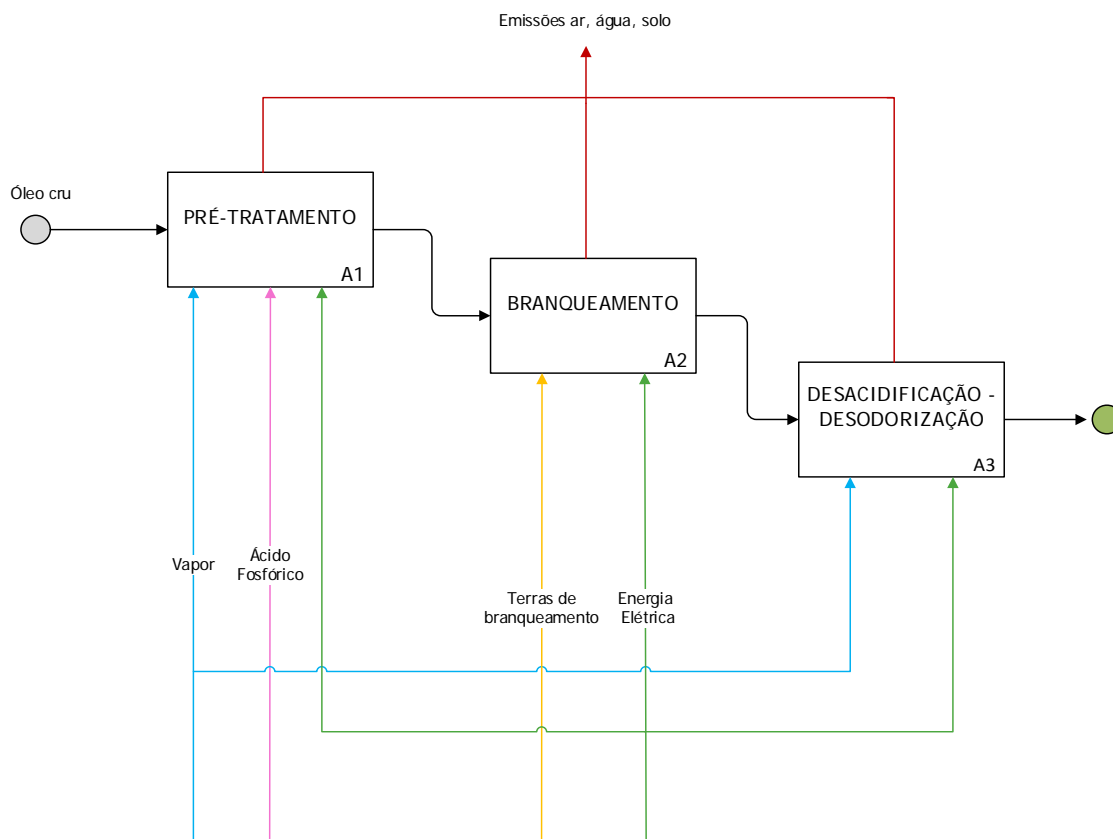 Emissões ar, água, solo
Óleo cru
PRÉ-TRATAMENTO
A1
BRANQUEAMENTO
A2
DESACIDIFICAÇÃO -
DESODORIZAÇÃO
A3
Vapor
Ácido
Fosfórico
Terras de
branqueamento
Energia
Elétrica